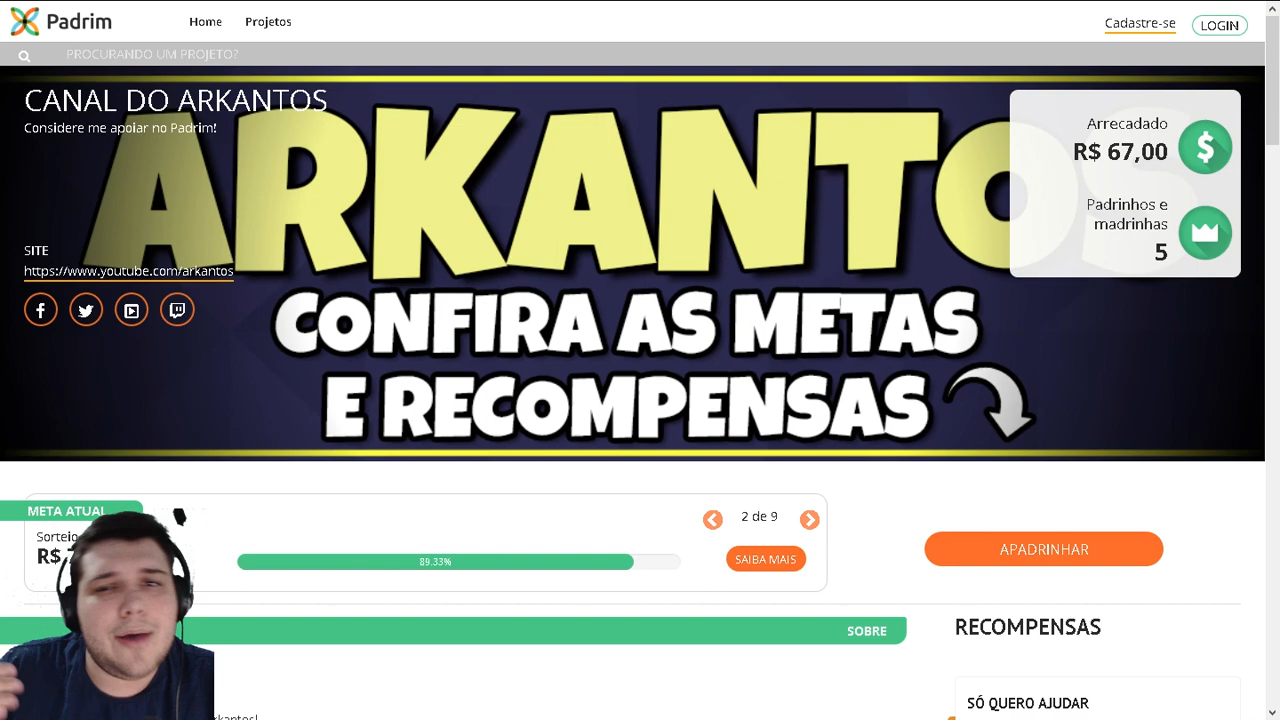 Padrim
Home
Projetos
Cadastre-se
LOGIN
PROCURANDO UM PROJETO?
CANAL DO ARKANTOS
Considere me apoiar no Padrim!
ARKANTOS
CONFIRA AS METAS
E RECOMPENSAS
SITE
https://www.youtube.com/arkantos
Arrecadado
R$ 67,00
Padrinhos e
madrinhas
5
META ATUAL
Sorteio
R$ 7
89.33%
2 de 9
SAIBA MAIS
APADRINHAR
SOBRE
RECOMPENSAS
SÓ QUERO AJUDAR